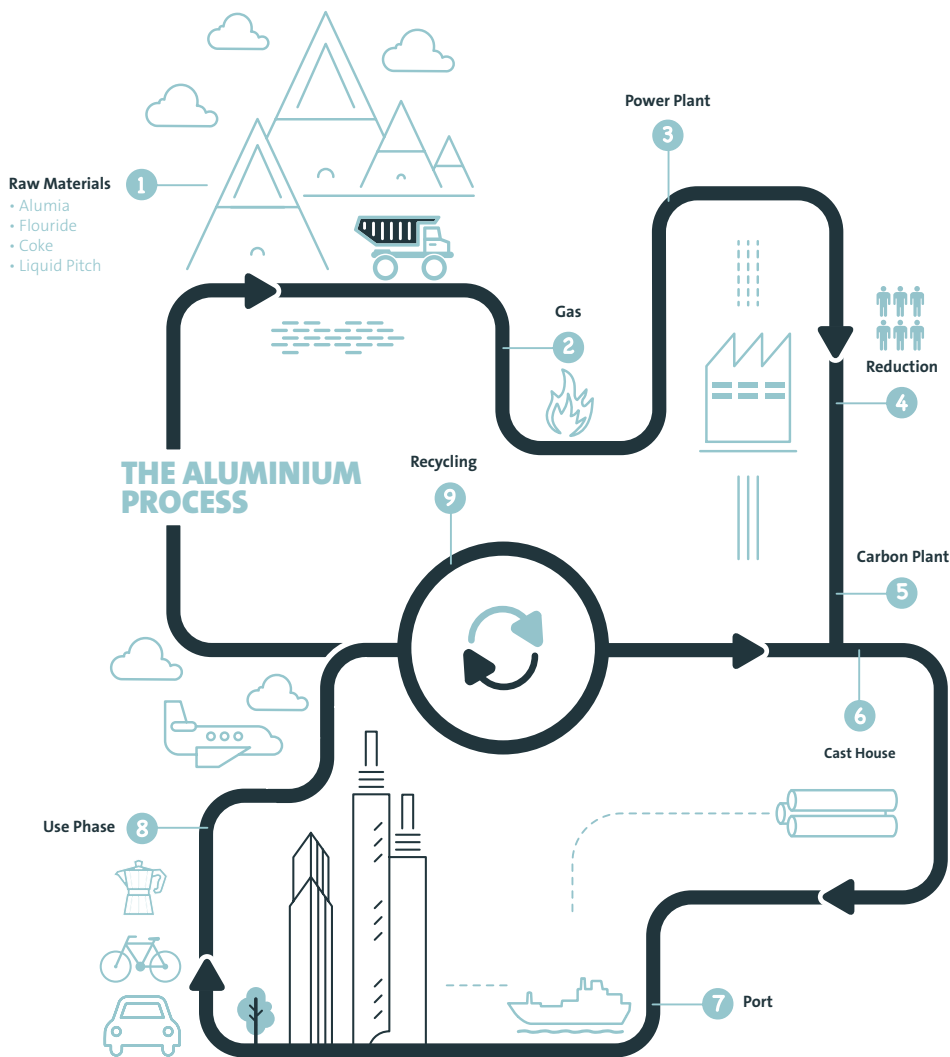 Power Plant
3
Raw Materials
1
• Alumia
• Flouride
• Coke
• Liquid Pitch
Gas
2
Reduction
4
THE ALUMINIUM
PROCESS
Recycling
9
Carbon Plant
5
6
Cast House
Use Phase
8
7
Port